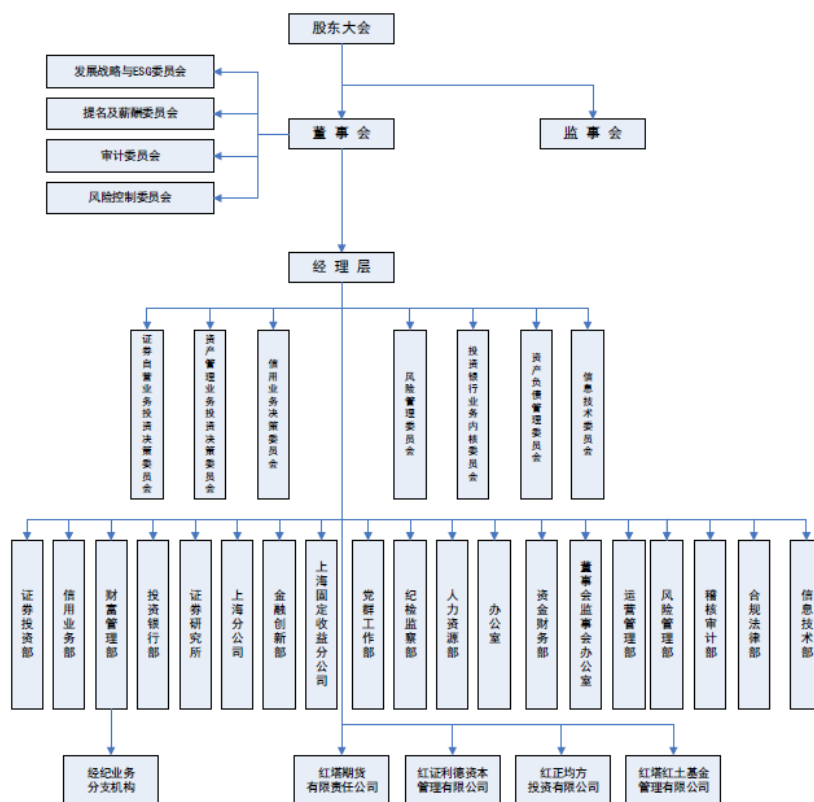 股东大会
发展战略与ESG委员会
提名及薪酬委员会
审计委员会
风险控制委员会
董事会
监事会
经理层
证券自营业务投资决策委员会
资产管理业务投资决策委员会
信用业务决策委员会
风险管理委员会
投资银行业务内核委员会
资产负债管理委员会
信息技术委员会
证券投资部
信用业务部
财富管理部
投资银行部
证券研究所
上海分公司
金融创新部
上海固定收益分公司
党群工作部
纪检监察部
人力资源部
办公室
资金财务部
董事会监事会办公室
运营管理部
风险管理部
稽核审计部
合规法律部
信息技术部
经纪业务
分支机构
红塔期货
有限责任公司
红证利德资本
管理有限公司
红正均方
投资有限公司
红塔红土基金
管理有限公司